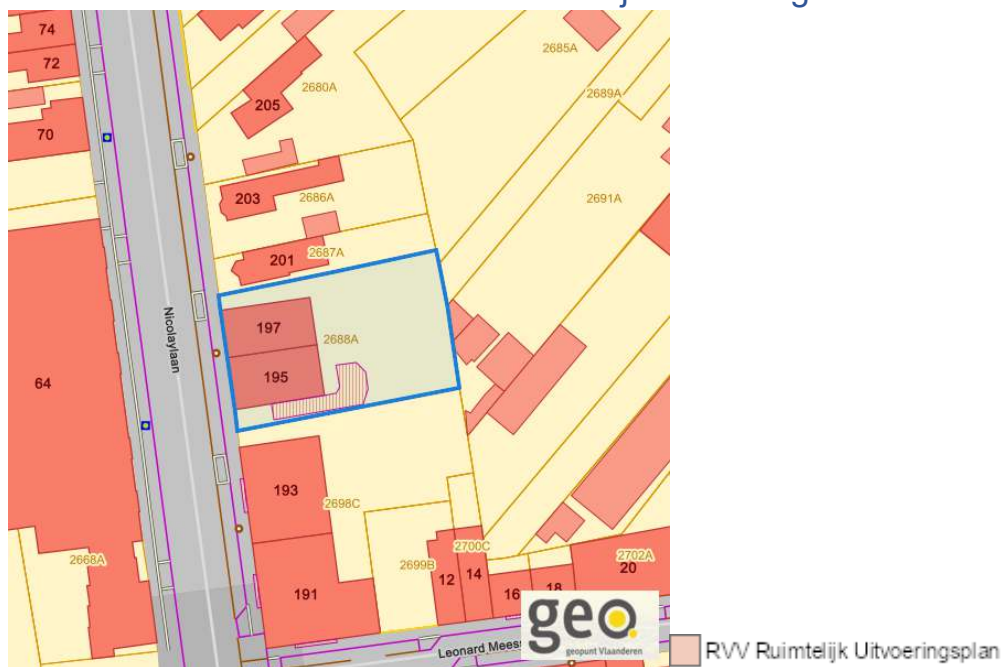 74
72
2685A
2680A
205
2689A
70
203
2686A
2691A
201
2687A
Nicolaylaan
197
2688A
195
64
193
2698C
2668A
2699B
2700C
2702A
12
14
20
191
16
18
geo.
geopunt Vlaanderen
Leonard
RVV Ruimtelijk Uitvoeringsplan